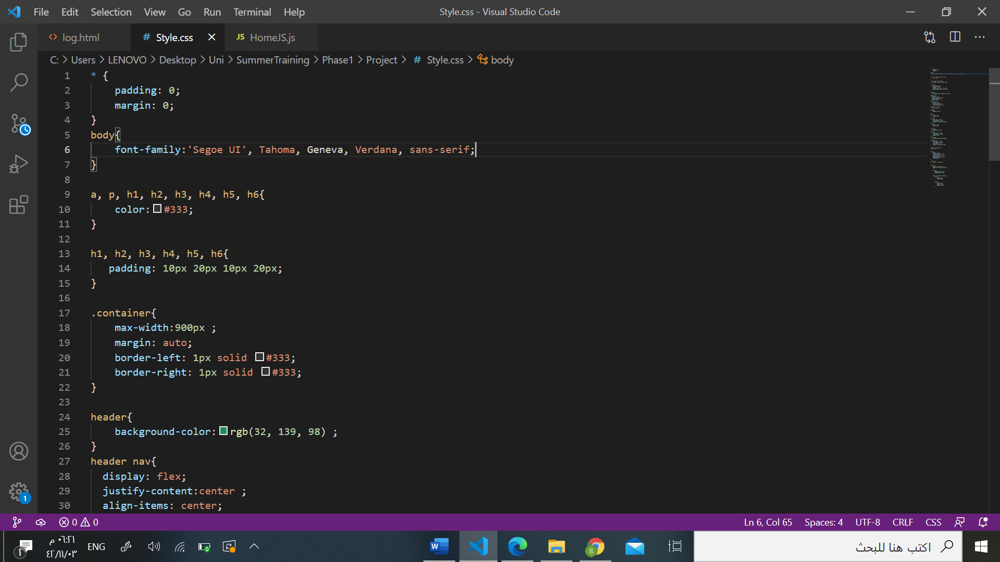 File Edit Selection View Go Run Terminal Help
Style.css - Visual Studio Code
log.html
# Style.css
JS HomeJS.js
C: > Users > LENOVO > Desktop > Uni > SummerTraining > Phase1 > Project > # Style.css > body
1 * {
2 padding: 0;
3 margin: 0;
4 }
5 body{
6 font-family:'Segoe UI', Tahoma, Geneva, Verdana, sans-serif;
7 }
8
9 a, p, h1, h2, h3, h4, h5, h6{
10 color: #333;
11 }
12
13 h1, h2, h3, h4, h5, h6{
14 padding: 10px 20px 10px 20px;
15 }
16
17 .container{
18 max-width:900px ;
19 margin: auto;
20 border-left: 1px solid #333;
21 border-right: 1px solid #333;
22 }
23
24 header{
25 background-color: rgb(32, 139, 98) ;
26 }
27 header nav{
28 display: flex;
29 justify-content:center ;
30 align-items: center;
1
0 0
Ln 6, Col 65 Spaces: 4 UTF-8 CRLF CSS
١
٠٦:٢١ م
٤٢/١١/٠٣
ENG
W
S
اكتب هنا للبحث